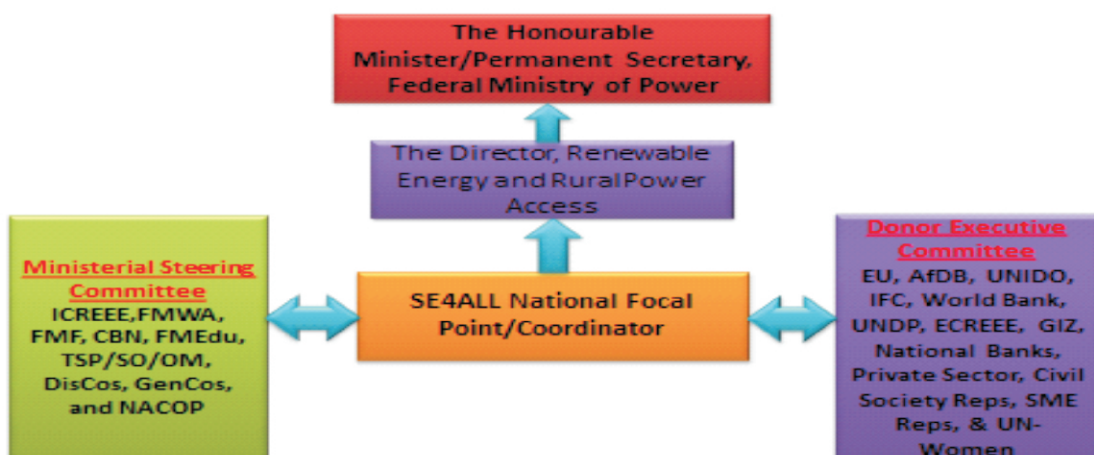 The Honourable
Minister/Permanent Secretary,
Federal Ministry of Power
The Director, Renewable
Energy and RuralPower
Access
Ministerial Steering
Committee
ICREEE,FMWA,
FMF, CBN, FMEdu,
TSP/SO/OM,
DisCos, GenCos,
and NACOP
SE4ALL National Focal
Point/Coordinator
Donor Executive
Committee
EU, AfDB, UNIDO,
IFC, World Bank,
UNDP, ECREEE, GIZ,
National Banks,
Private Sector, Civil
Society Reps, SME
Reps, & UN-
Women